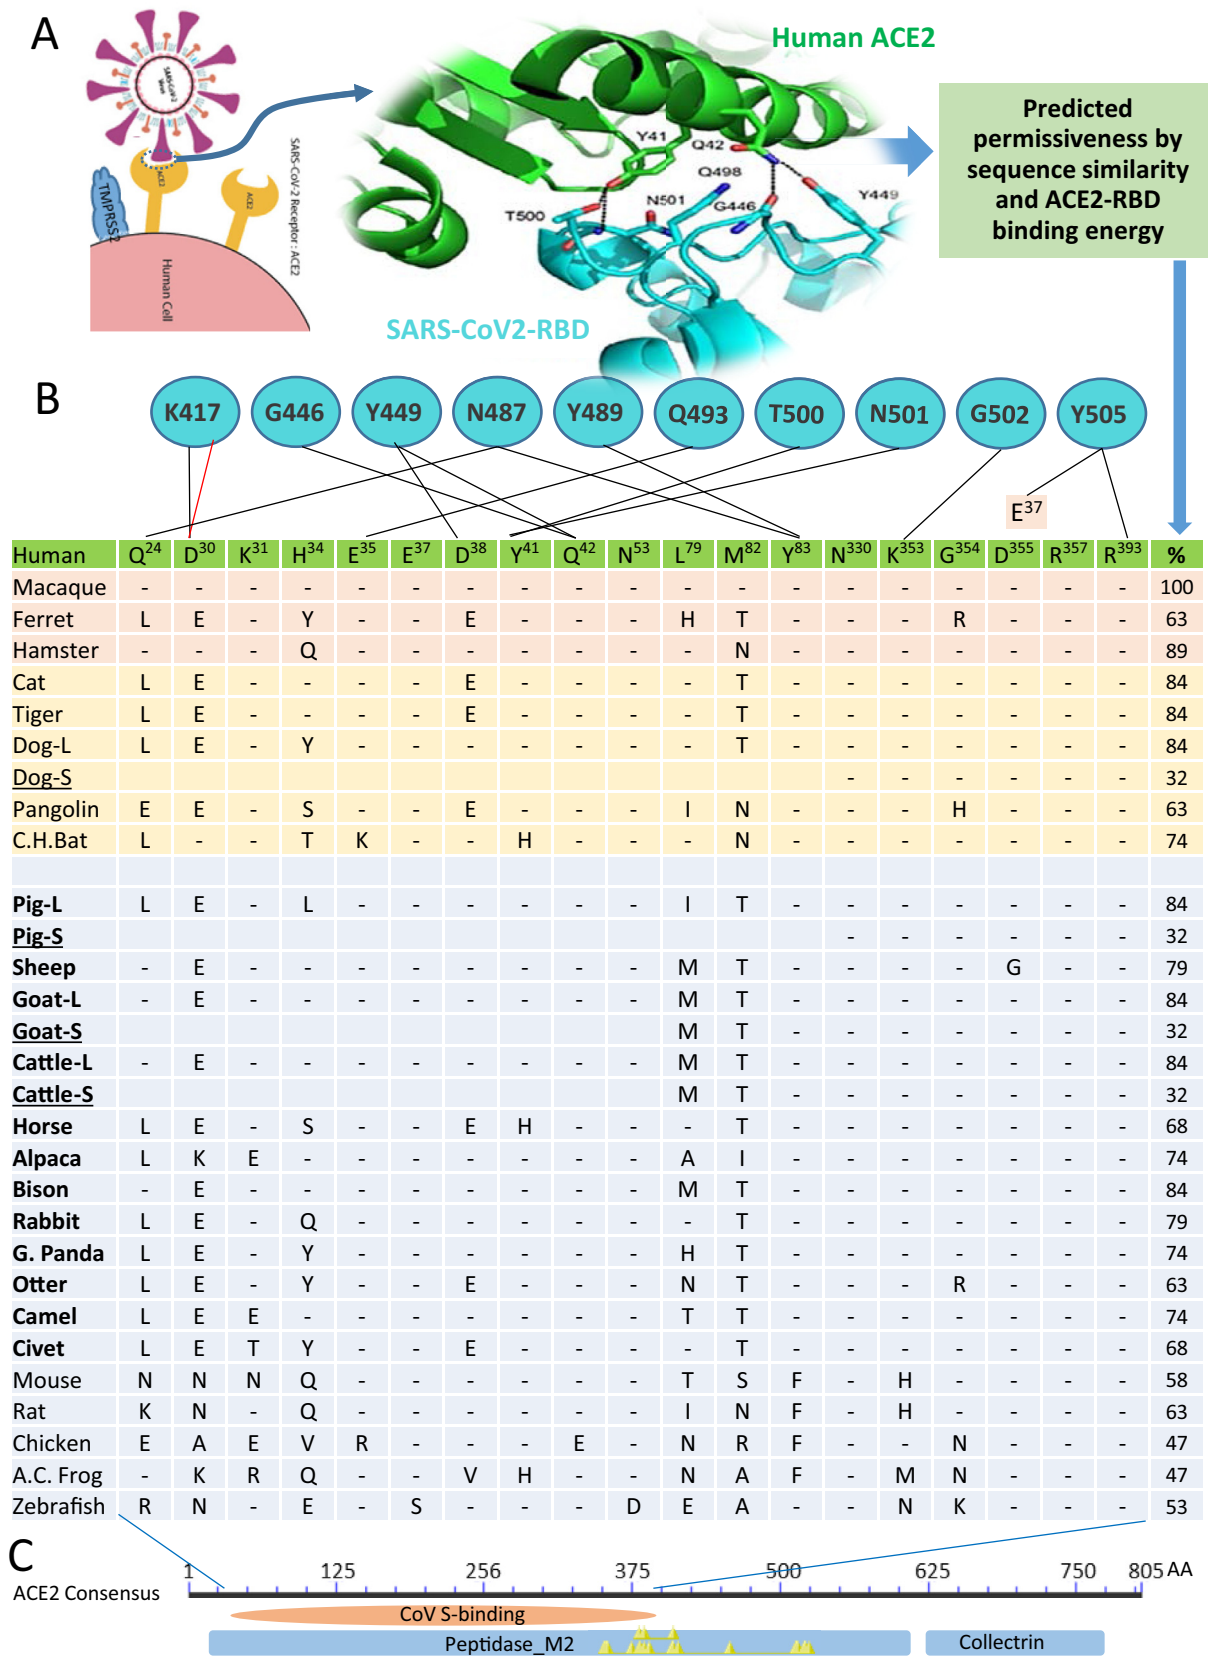 A
Human ACE2
Y41
Q42
Q498
N501
G446
Y449
T500
SARS-CoV2-RBD
SARS-CoV-2
Virus
ACE2
ACE2
TMPRSS2
Human Cell
SARS-CoV-2 Receptor : ACE2
Predicted
permissiveness by
sequence similarity
and ACE2-RBD
binding energy
B
K417 G446 Y449 N487 Y489 Q493 T500 N501 G502 Y505
E37
Human Q24 D30 K31 H34 E35 E37 D38 Y41 Q42 N53 L79 M82 Y83 N330 K353 G354 D355 R357 R393 %
Macaque - - - - - - - - - - - - - - - - - - - 100
Ferret L E - Y - - E - - - H T - - - R - - - 63
Hamster - - - Q - - - - - - - N - - - - - - - 89
Cat L E - - - - E - - - - T - - - - - - - 84
Tiger L E - - - - E - - - - T - - - - - - - 84
Dog-L L E - Y - - - - - - - T - - - - - - - 84
Dog-S - - - - - - 32
Pangolin E E - S - - E - - - I N - - - H - - - 63
C.H.Bat L - - T K - - H - - - N - - - - - - - 74
Pig-L L E - L - - - - - - I T - - - - - - - 84
Pig-S - - - - - - 32
Sheep - E - - - - - - - - M T - - - - G - - 79
Goat-L - E - - - - - - - - M T - - - - - - - 84
Goat-S M T - - - - - - - 32
Cattle-L - E - - - - - - - - M T - - - - - - - 84
Cattle-S M T - - - - - - - 32
Horse L E - S - - E H - - - T - - - - - - - 68
Alpaca L K E - - - - - - - A I - - - - - - - 74
Bison - E - - - - - - - - M T - - - - - - - 84
Rabbit L E - Q - - - - - - - T - - - - - - - 79
G. Panda L E - Y - - - - - - H T - - - - - - - 74
Otter L E - Y - - E - - - N T - - - R - - - 63
Camel L E E - - - - - - - T T - - - - - - - 74
Civet L E T Y - - E - - - - T - - - - - - - 68
Mouse N N N Q - - - - - - T S F - H - - - - 58
Rat K N - Q - - - - - - I N F - H - - - - 63
Chicken E A E V R - - - E - N R F - - N - - - 47
A.C. Frog - K R Q - - V H - - N A F - M N - - - 47
Zebrafish R N - E - S - - - D E A - - N K - - - 53
C
1 125 256 375 500 625 750 805 AA
ACE2 Consensus
CoV S-binding
Peptidase_M2
Collectrin